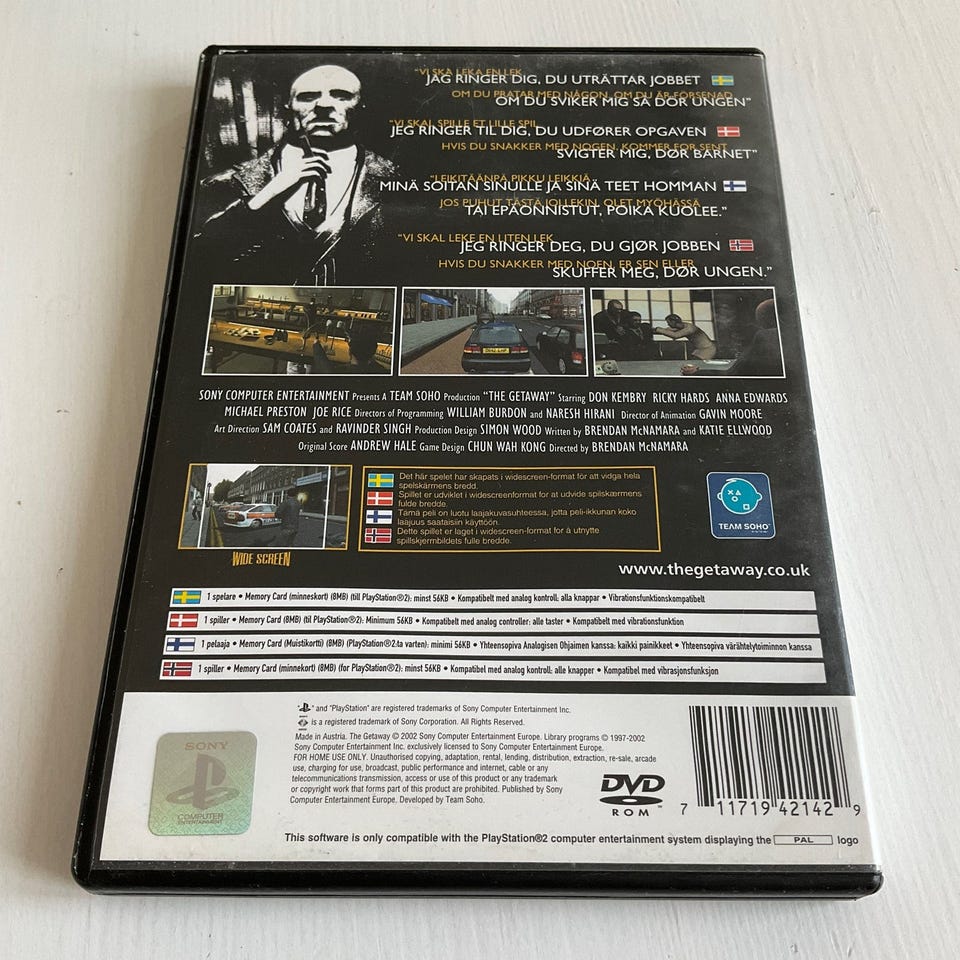 "VI SKA LEKA EN LEK
JAG RINGER DIG, DU UTRÄTTAR JOBBET
OM DU PRATAR MED NÅGON, OM DU ÄR FÖRSENAD
OM DU SVIKER MIG SÅ DÖR UNGEN"
"VI SKAL SPILLE ET LILLE SPIL
JEG RINGER TIL DIG, DU UDFØRER OPGAVEN
HVIS DU SNAKKER MED NOGEN, KOMMER FOR SENT
SVIGTER MIG, DØR BARNET"
"LEIKITÄÄNPÄ PIKKU LEIKKIÄ
MINÄ SOITAN SINULLE JA SINÄ TEET HOMMAN
JOS PUHUT TÄSTÄ JOLLEKIN, OLET MYÖHÄSSÄ
TAI EPÄONNISTUT, POIKA KUOLEE."
"VI SKAL LEKE EN LITEN LEK
JEG RINGER DEG, DU GJØR JOBBEN
HVIS DU SNAKKER MED NOEN, ER SEN ELLER
SKUFFER MEG, DØR UNGEN."
SONY COMPUTER ENTERTAINMENT Presents A TEAM SOHO Production "THE GETAWAY" Starring DON KEMBRY RICKY HARDS ANNA EDWARDS
MICHAEL PRESTON JOE RICE Directors of Programming WILLIAM BURDON and NARESH HIRANI Director of Animation GAVIN MOORE
Art Direction SAM COATES and RAVINDER SINGH Production Design SIMON WOOD Written by BRENDAN McNAMARA and KATIE ELLWOOD
Original Score ANDREW HALE Game Design CHUN WAH KONG Directed by BRENDAN McNAMARA
WIDE SCREEN
Det här spelet har skapats i widescreen-format för att vidga hela
spelskärmens bredd.
Spillet er udviklet i widescreenformat for at udvide spilskærmens
fulde bredde.
Tämä peli on luotu laajakuvasuhteessa, jotta peli-ikkunan koko
laajuus saataisiin käyttöön.
Dette spillet er laget i widescreen-format for å utnytte
spillskjermbildets fulle bredde.
TEAM SOHO
www.thegetaway.co.uk
1 spelare • Memory Card (minneskort) (8MB) (till PlayStation®2): minst 56KB • Kompatibelt med analog kontroll: alla knappar • Vibrationsfunktionskompatibelt
1 spiller • Memory Card (8MB) (til PlayStation®2): Minimum 56KB • Kompatibelt med analog controller: alle taster • Kompatibelt med vibrationsfunktion
1 pelaaja • Memory Card (Muistikortti) (8MB) (PlayStation®2:ta varten): minimi 56KB • Yhteensopiva Analogisen Ohjaimen kanssa: kaikki painikkeet • Yhteensopiva värähtelytoiminnon kanssa
1 spiller • Memory Card (minnekort) (8MB) (for PlayStation®2): minst 56KB • Kompatibel med analog kontroll: alle knapper • Kompatibel med vibrasjonsfunksjon
" " and "PlayStation" are registered trademarks of Sony Computer Entertainment Inc.
is a registered trademark of Sony Corporation. All Rights Reserved.
Made in Austria. The Getaway © 2002 Sony Computer Entertainment Europe. Library programs © 1997-2002
Sony Computer Entertainment Inc. exclusively licensed to Sony Computer Entertainment Europe.
FOR HOME USE ONLY. Unauthorised copying, adaptation, rental, lending, distribution, extraction, re-sale, arcade
use, charging for use, broadcast, public performance and internet, cable or any
telecommunications transmission, access or use of this product or any trademark
or copyright work that forms part of this product are prohibited. Published by Sony
Computer Entertainment Europe. Developed by Team Soho.
SONY
COMPUTER
ENTERTAINMENT
DVD
ROM
7 11719 42142 9
This software is only compatible with the PlayStation®2 computer entertainment system displaying the PAL logo